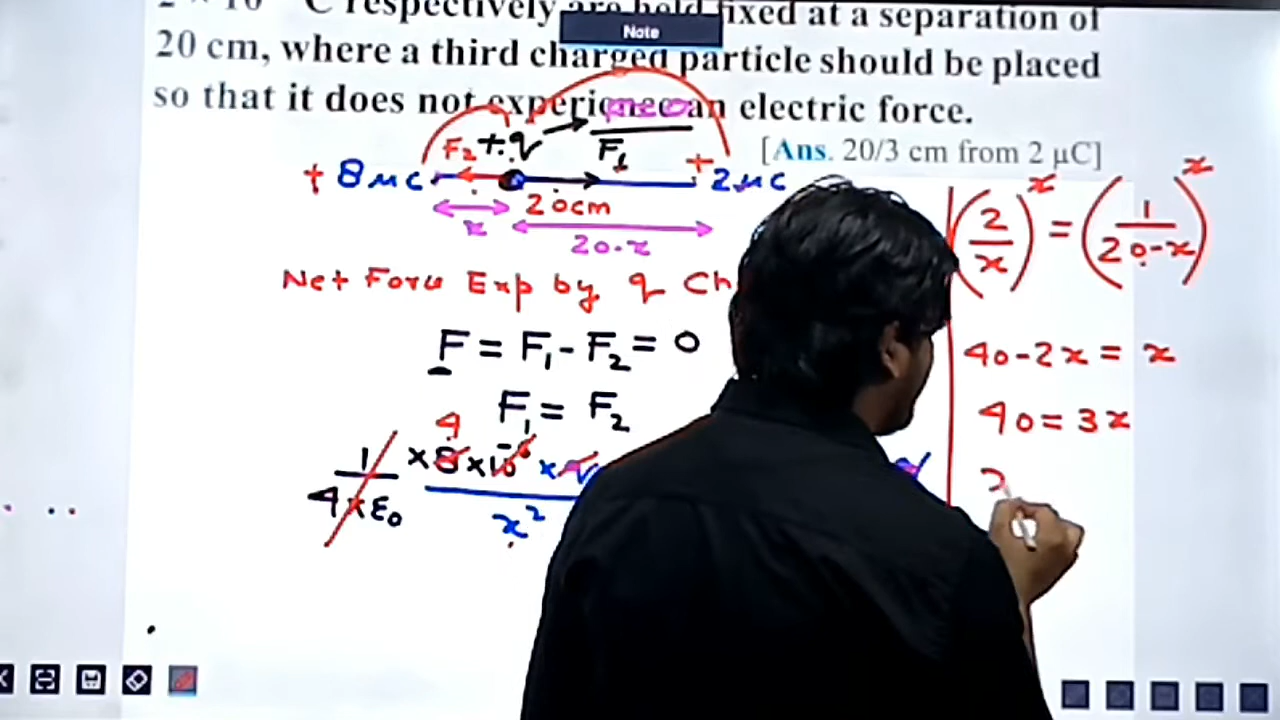 C respectively are held fixed at a separation of
Note
20 cm, where a third charged particle should be placed
so that it does not experience an electric force.
[Ans. 20/3 cm from 2 μC]
F₂ +q F₁
+ 8μC + 2μC
20cm
x 20-x
Net Force Exp by q Ch
F = F₁ - F₂ = 0
F₁ = F₂
4
1 × 8 × 10⁻⁶ ×
4πε₀ x²
(2/x)ˣ = (1/20-x)ˣ
40-2x = x
40 = 3x